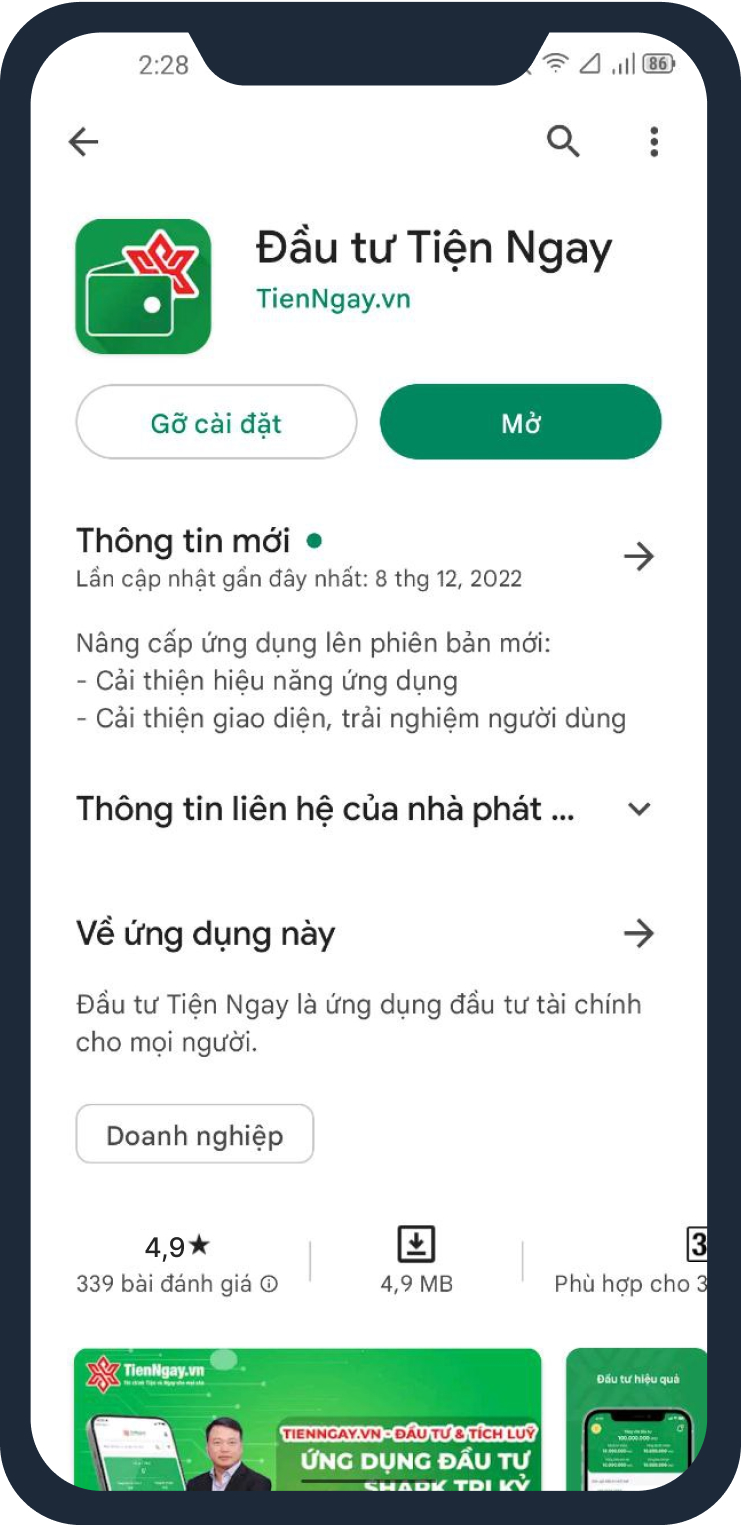 2:28
86
Đầu tư Tiện Ngay
TienNgay.vn
Gỡ cài đặt
Mở
Thông tin mới
Lần cập nhật gần đây nhất: 8 thg 12, 2022
Nâng cấp ứng dụng lên phiên bản mới:
- Cải thiện hiệu năng ứng dụng
- Cải thiện giao diện, trải nghiệm người dùng
Thông tin liên hệ của nhà phát ...
Về ứng dụng này
Đầu tư Tiện Ngay là ứng dụng đầu tư tài chính
cho mọi người.
Doanh nghiệp
4,9★
339 bài đánh giá
4,9 MB
3
Phù hợp cho 3
TienNgay.vn
TIENNGAY.VN - ĐẦU TƯ & TÍCH LUỸ
ỨNG DỤNG ĐẦU TƯ
SHARK TRI KỶ
Đầu tư hiệu quả
100.000.000